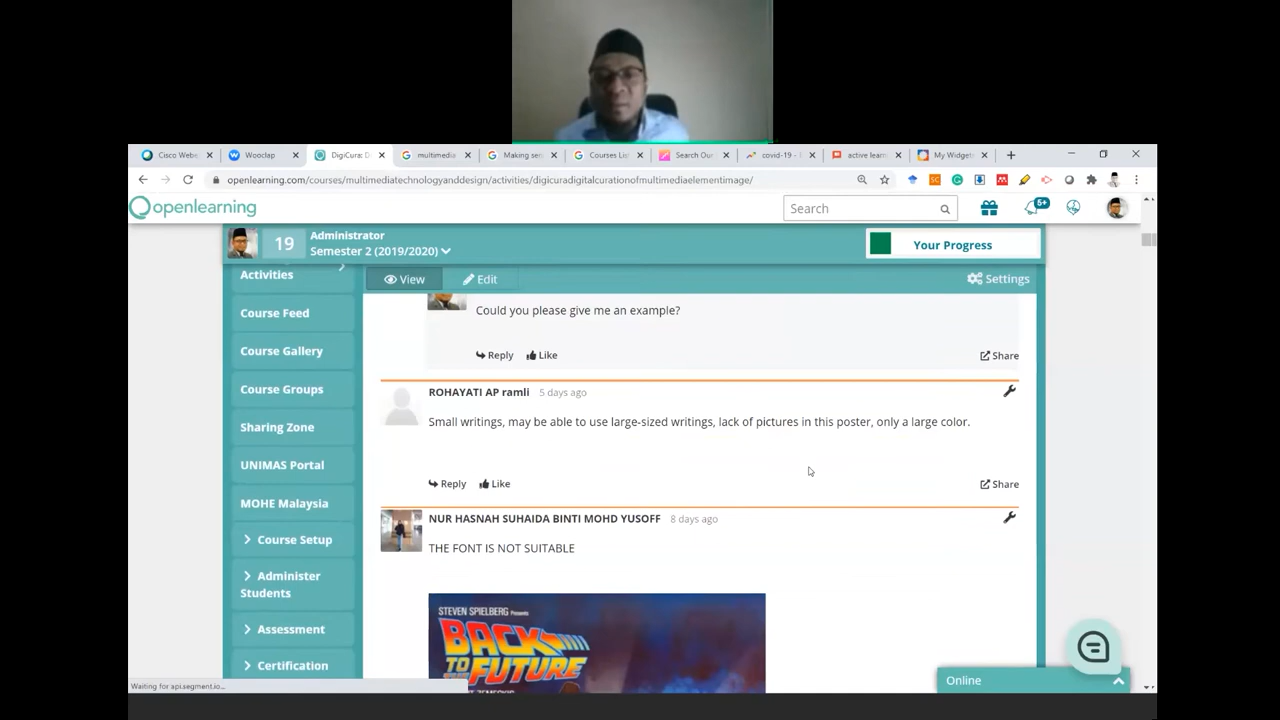 Cisco Webe
Wooclap
DigiCura: D
multimedia
Making sen
Courses Lis
Search Our
covid-19 -
active learn
My Widget
openlearning.com/courses/multimediatechnologyanddesign/activities/digicuradigitalcurationofmultimediaelementimage/
openlearning
Search
5+
19
Administrator
Semester 2 (2019/2020)
Your Progress
Activities
View
Edit
Settings
Course Feed
Course Gallery
Course Groups
Sharing Zone
UNIMAS Portal
MOHE Malaysia
Course Setup
Administer
Students
Assessment
Certification
Could you please give me an example?
Reply Like Share
ROHAYATI AP ramli 5 days ago
Small writings, may be able to use large-sized writings, lack of pictures in this poster, only a large color.
Reply Like Share
NUR HASNAH SUHAIDA BINTI MOHD YUSOFF 8 days ago
THE FONT IS NOT SUITABLE
STEVEN SPIELBERG Presents
BACK
TO
FUTURE
Online
Waiting for api.segment.io...